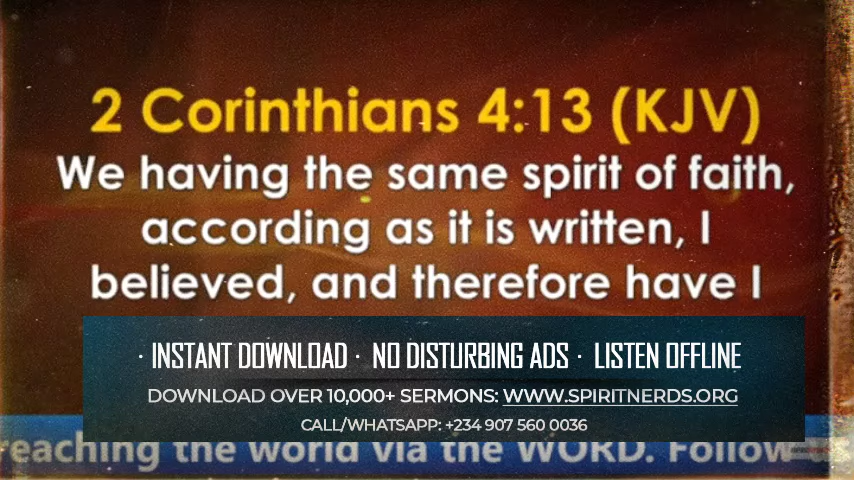 2 Corinthians 4:13 (KJV)
We having the same spirit of faith,
according as it is written, I
believed, and therefore have I
· INSTANT DOWNLOAD · NO DISTURBING ADS · LISTEN OFFLINE
DOWNLOAD OVER 10,000+ SERMONS: WWW.SPIRITNERDS.ORG
CALL/WHATSAPP: +234 907 560 0036
reaching the world via the WORD. Follow us